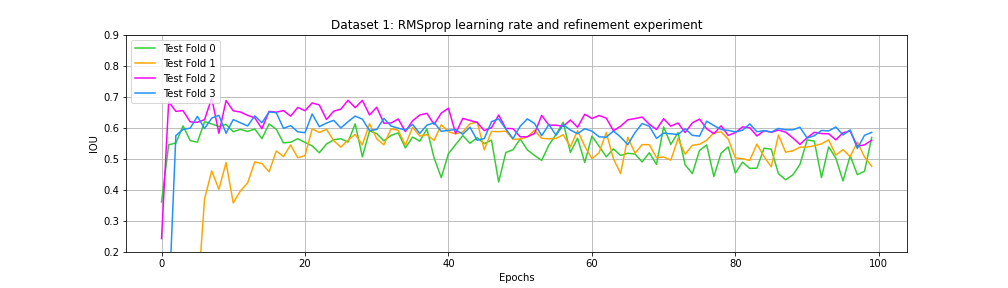 Dataset 1: RMSprop learning rate and refinement experiment
0.9
0.8
0.7
0.6
0.5
0.4
0.3
0.2
IOU
Test Fold 0
Test Fold 1
Test Fold 2
Test Fold 3
0 20 40 60 80 100
Epochs